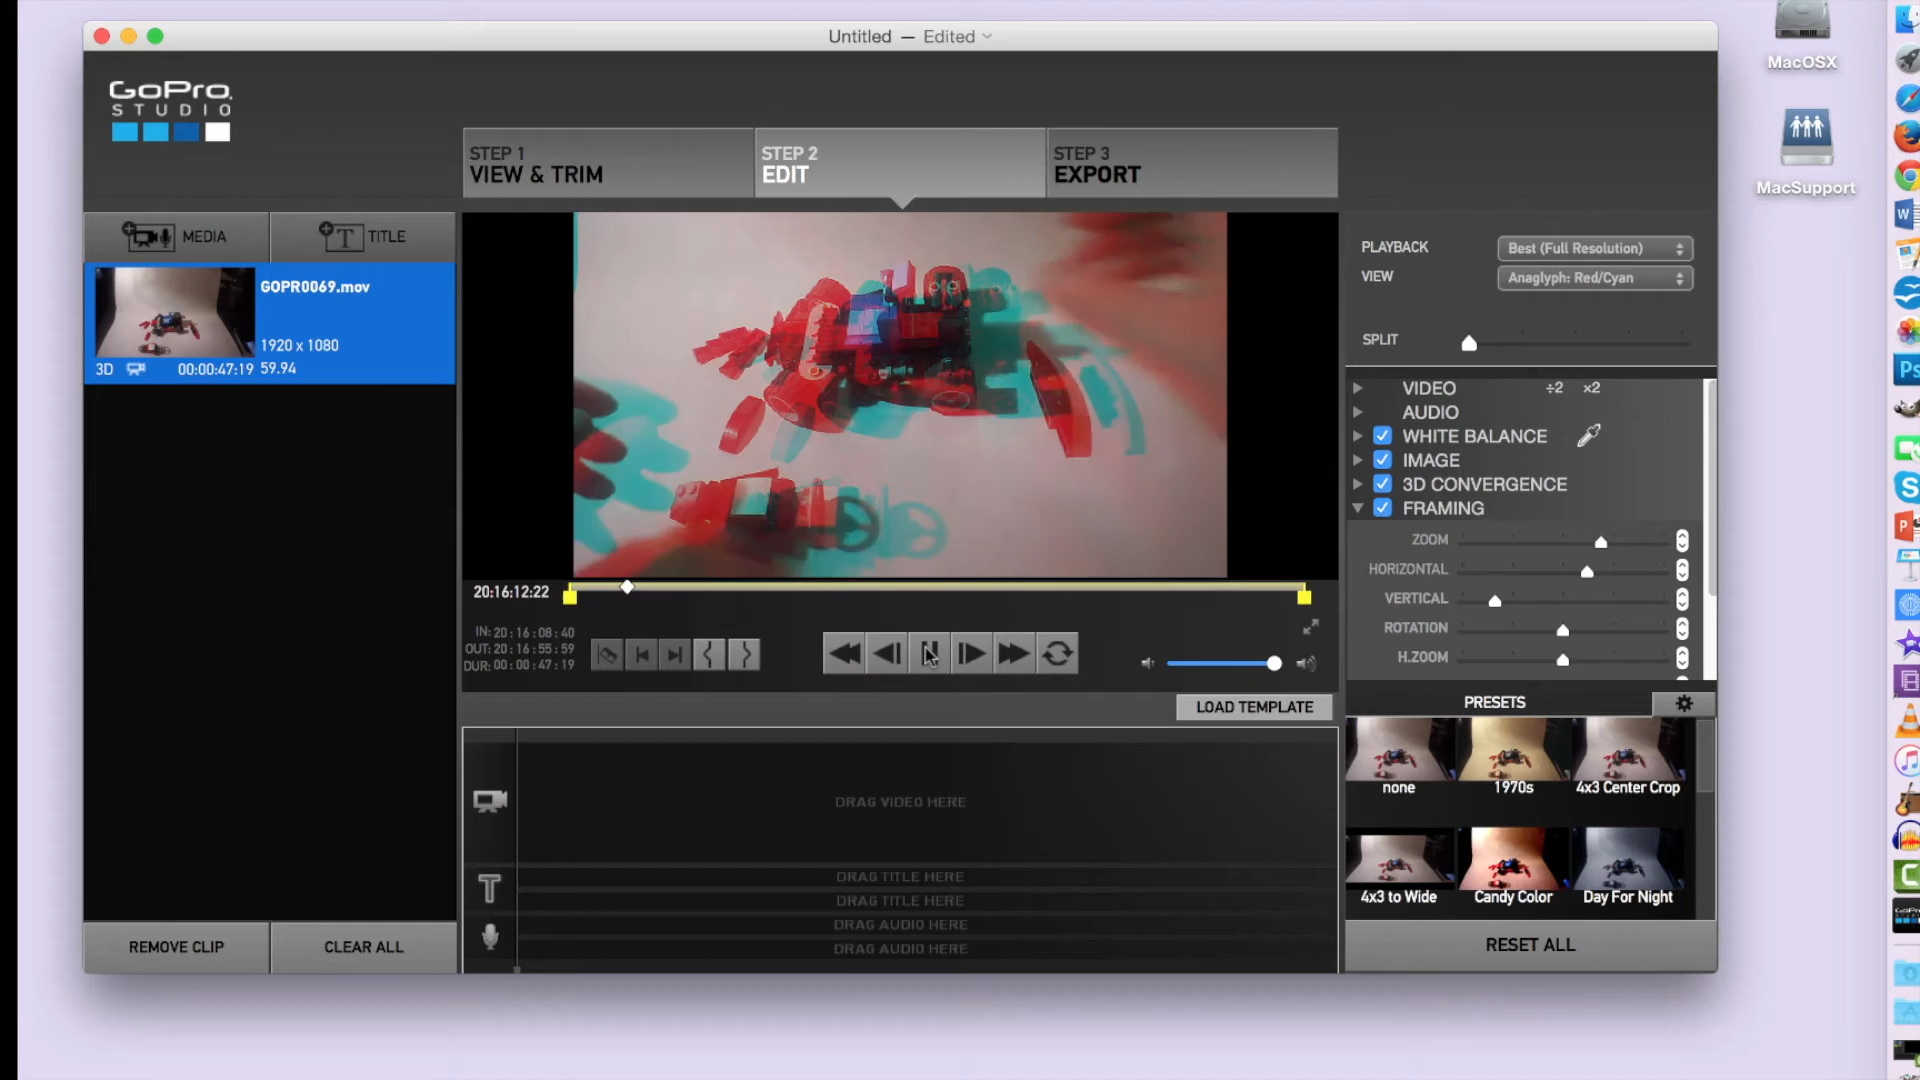 Untitled — Edited
MacOSX
MacSupport
GoPro
STUDIO
STEP 1
VIEW & TRIM
STEP 2
EDIT
STEP 3
EXPORT
MEDIA
TITLE
GOPR0069.mov
1920 x 1080
3D 00:00:47:19 59.94
PLAYBACK Best (Full Resolution)
VIEW Anaglyph: Red/Cyan
SPLIT
VIDEO ÷2 x2
AUDIO
WHITE BALANCE
IMAGE
3D CONVERGENCE
FRAMING
ZOOM
HORIZONTAL
VERTICAL
ROTATION
H.ZOOM
20:16:12:22
IN: 20:16:08:40
OUT: 20:16:55:59
DUR: 00:00:47:19
LOAD TEMPLATE
DRAG VIDEO HERE
T
DRAG TITLE HERE
DRAG TITLE HERE
DRAG AUDIO HERE
DRAG AUDIO HERE
PRESETS
none
1970s
4x3 Center Crop
4x3 to Wide
Candy Color
Day For Night
RESET ALL
REMOVE CLIP
CLEAR ALL
W
Ps
S
P
GoPro